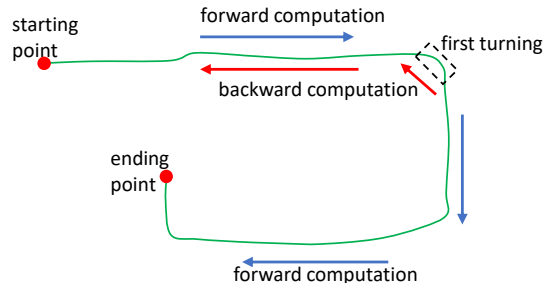 forward computation
starting
point
first turning
backward computation
ending
point
forward computation